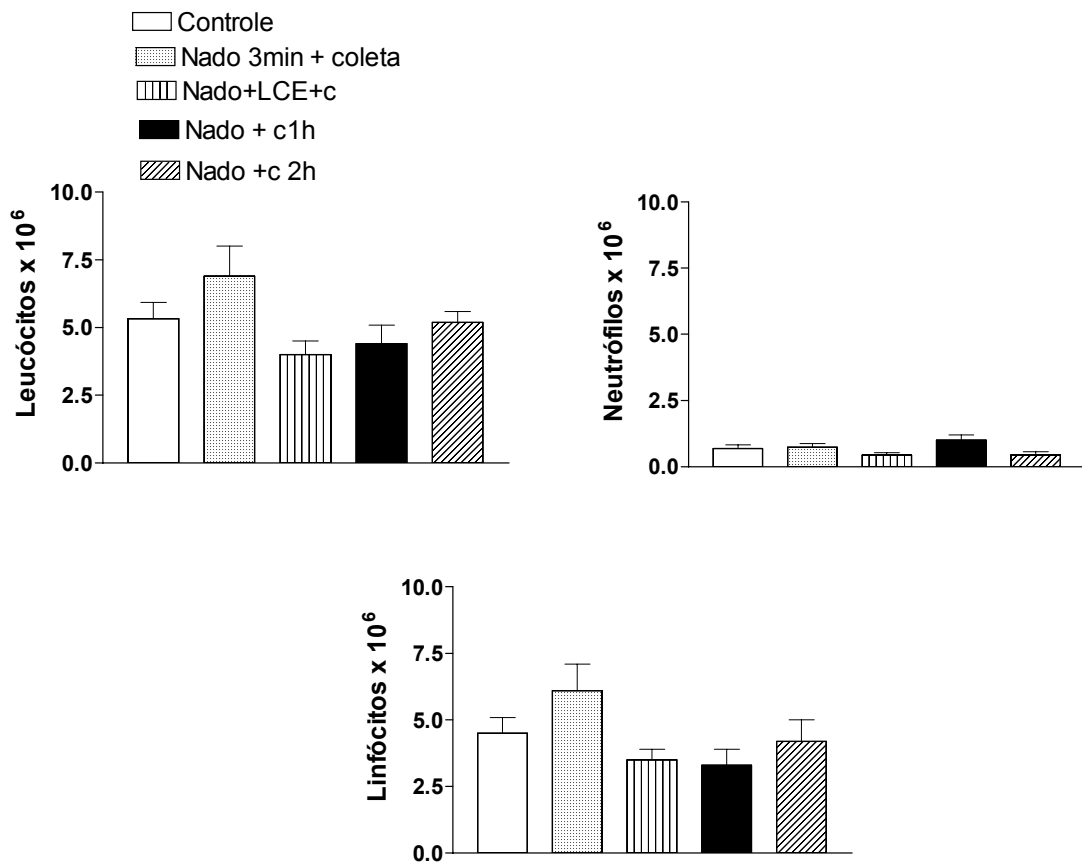 Controle
Nado 3min + coleta
Nado+LCE+c
Nado + c1h
Nado +c 2h
Leucócitos x 10⁶
10.0
7.5
5.0
2.5
0.0
Neutrófilos x 10⁶
10.0
7.5
5.0
2.5
0.0
Linfócitos x 10⁶
10.0
7.5
5.0
2.5
0.0